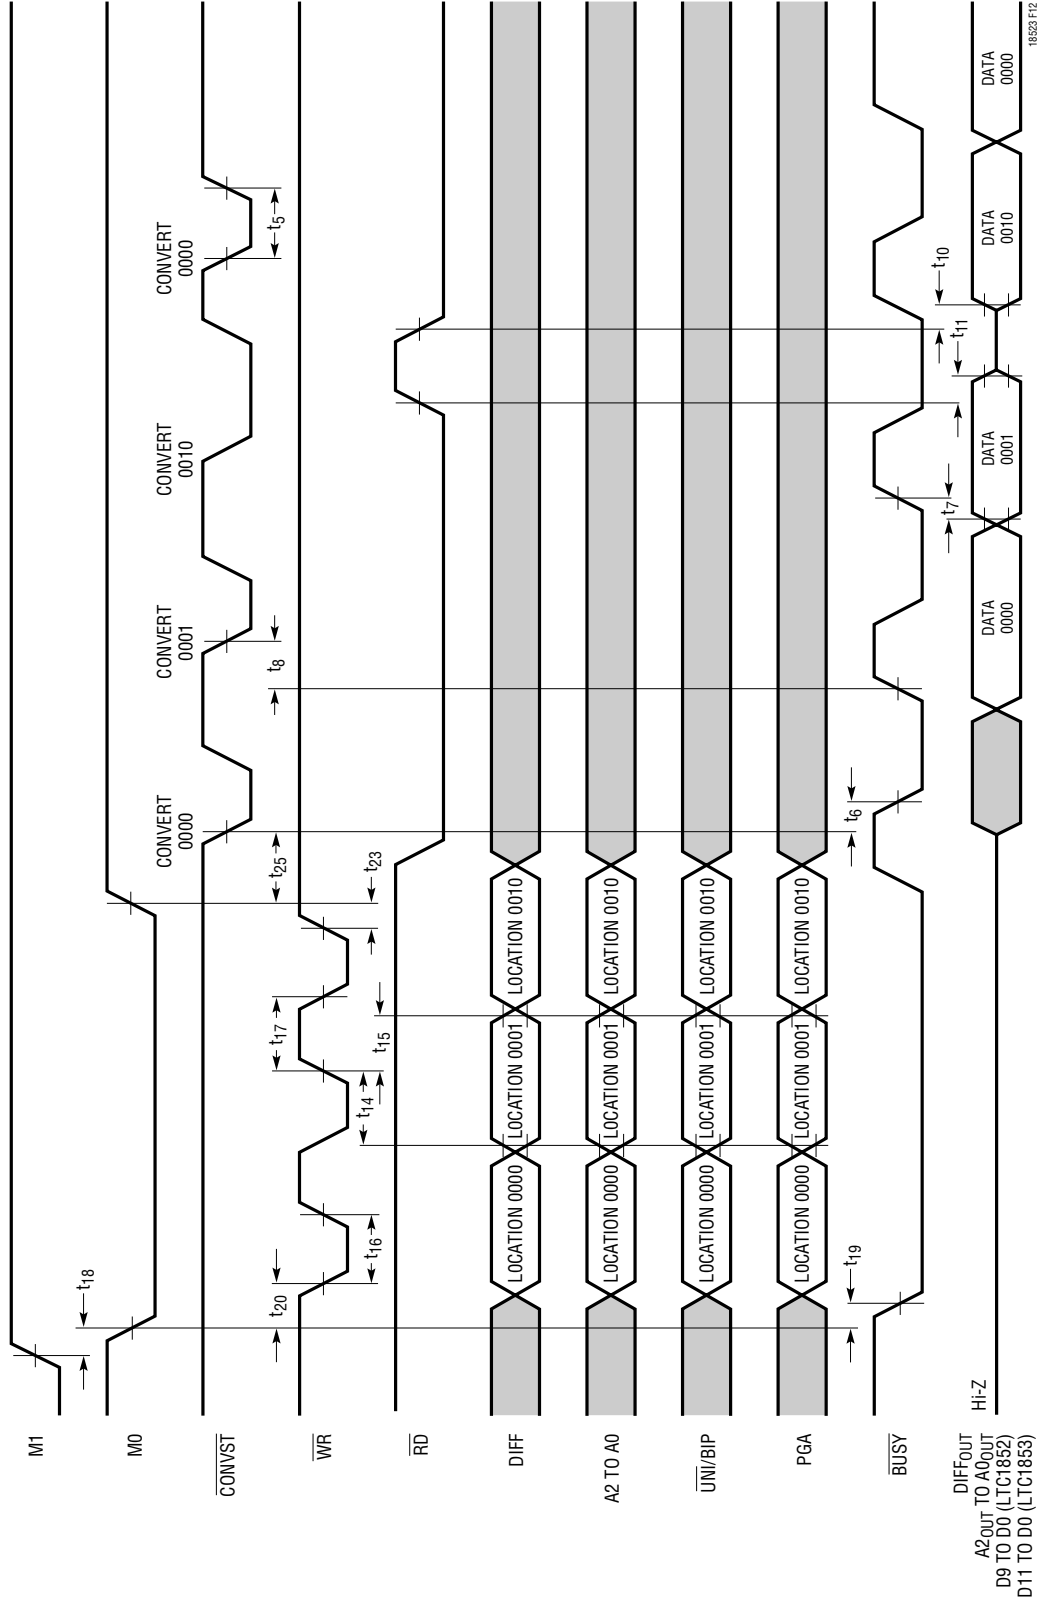 M1
t18
M0
CONVERT
0000
CONVERT
0001
CONVERT
0010
CONVERT
0000
CONVST
t20
t25
t8
t5
WR
t16
t14
t17
t15
t23
RD
DIFF
LOCATION 0000
LOCATION 0001
LOCATION 0010
A2 TO A0
LOCATION 0000
LOCATION 0001
LOCATION 0010
UNI/BIP
LOCATION 0000
LOCATION 0001
LOCATION 0010
PGA
LOCATION 0000
LOCATION 0001
LOCATION 0010
t19
t6
BUSY
t7
t11
t10
Hi-Z
DIFFOUT
A2OUT TO A0OUT
D9 TO D0 (LTC1852)
D11 TO D0 (LTC1853)
DATA
0000
DATA
0001
DATA
0010
DATA
0000
18523 F12